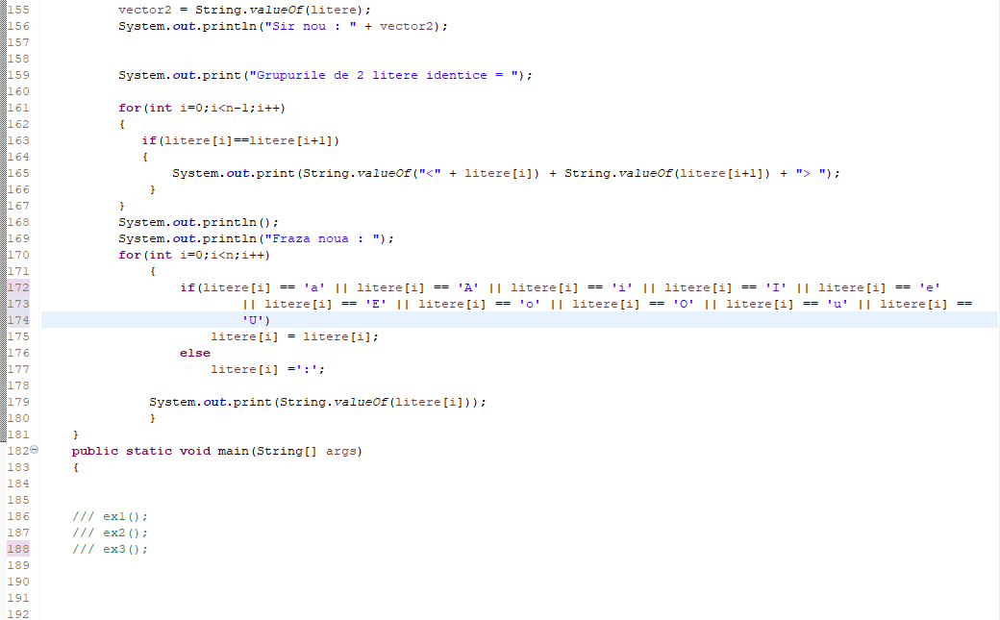 155 vector2 = String.valueOf(litere);
156 System.out.println("Sir nou : " + vector2);
157
158
159 System.out.print("Grupurile de 2 litere identice = ");
160
161 for(int i=0;i<n-1;i++)
162 {
163 if(litere[i]==litere[i+1])
164 {
165 System.out.print(String.valueOf("<" + litere[i]) + String.valueOf(litere[i+1]) + "> ");
166 }
167 }
168 System.out.println();
169 System.out.println("Fraza noua : ");
170 for(int i=0;i<n;i++)
171 {
172 if(litere[i] == 'a' || litere[i] == 'A' || litere[i] == 'i' || litere[i] == 'I' || litere[i] == 'e'
173 || litere[i] == 'E' || litere[i] == 'o' || litere[i] == 'O' || litere[i] == 'u' || litere[i] ==
174 'U')
175 litere[i] = litere[i];
176 else
177 litere[i] =':';
178
179 System.out.print(String.valueOf(litere[i]));
180 }
181 }
182 public static void main(String[] args)
183 {
184
185
186 /// ex1();
187 /// ex2();
188 /// ex3();
189
190
191
192